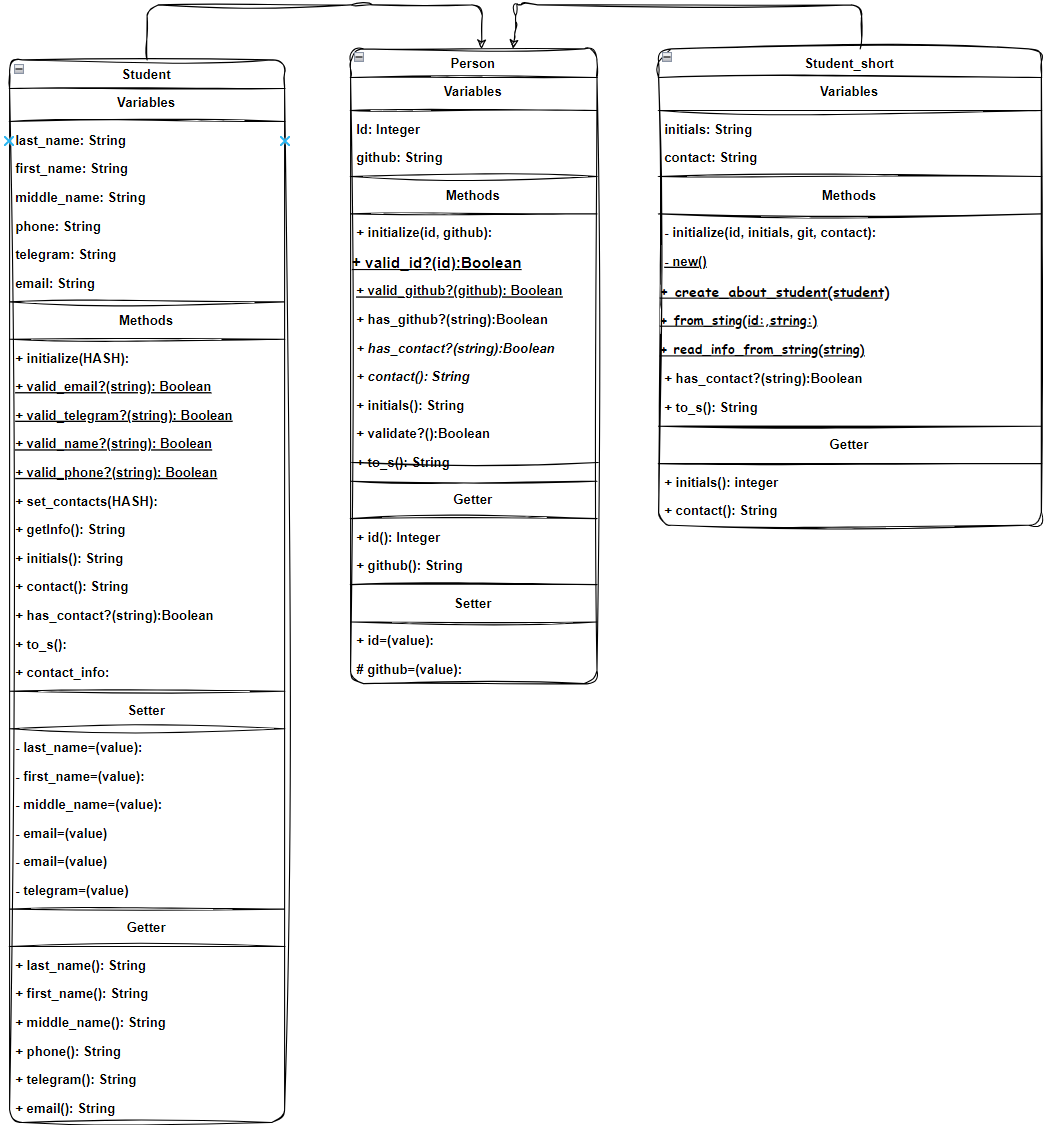 Student
Variables
last_name: String
first_name: String
middle_name: String
phone: String
telegram: String
email: String
Methods
+ initialize(HASH):
+ valid_email?(string): Boolean
+ valid_telegram?(string): Boolean
+ valid_name?(string): Boolean
+ valid_phone?(string): Boolean
+ set_contacts(HASH):
+ getInfo(): String
+ initials(): String
+ contact(): String
+ has_contact?(string):Boolean
+ to_s():
+ contact_info:
Setter
- last_name=(value):
- first_name=(value):
- middle_name=(value):
- email=(value)
- email=(value)
- telegram=(value)
Getter
+ last_name(): String
+ first_name(): String
+ middle_name(): String
+ phone(): String
+ telegram(): String
+ email(): String
Person
Variables
Id: Integer
github: String
Methods
+ initialize(id, github):
+ valid_id?(id):Boolean
+ valid_github?(github): Boolean
+ has_github?(string):Boolean
+ has_contact?(string):Boolean
+ contact(): String
+ initials(): String
+ validate?():Boolean
+ to_s(): String
Getter
+ id(): Integer
+ github(): String
Setter
+ id=(value):
# github=(value):
Student_short
Variables
initials: String
contact: String
Methods
- initialize(id, initials, git, contact):
- new()
+ create_about_student(student)
+ from_sting(id:,string:)
+ read_info_from_string(string)
+ has_contact?(string):Boolean
+ to_s(): String
Getter
+ initials(): integer
+ contact(): String